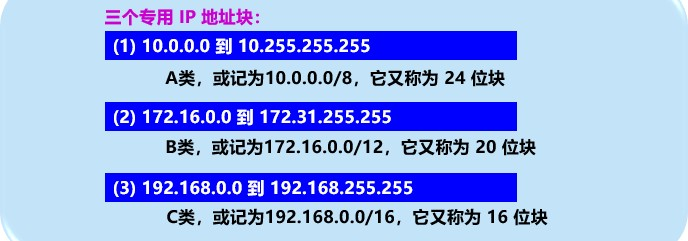 三个专用 IP 地址块：
(1) 10.0.0.0 到 10.255.255.255
A类，或记为10.0.0.0/8，它又称为 24 位块
(2) 172.16.0.0 到 172.31.255.255
B类，或记为172.16.0.0/12，它又称为 20 位块
(3) 192.168.0.0 到 192.168.255.255
C类，或记为192.168.0.0/16，它又称为 16 位块